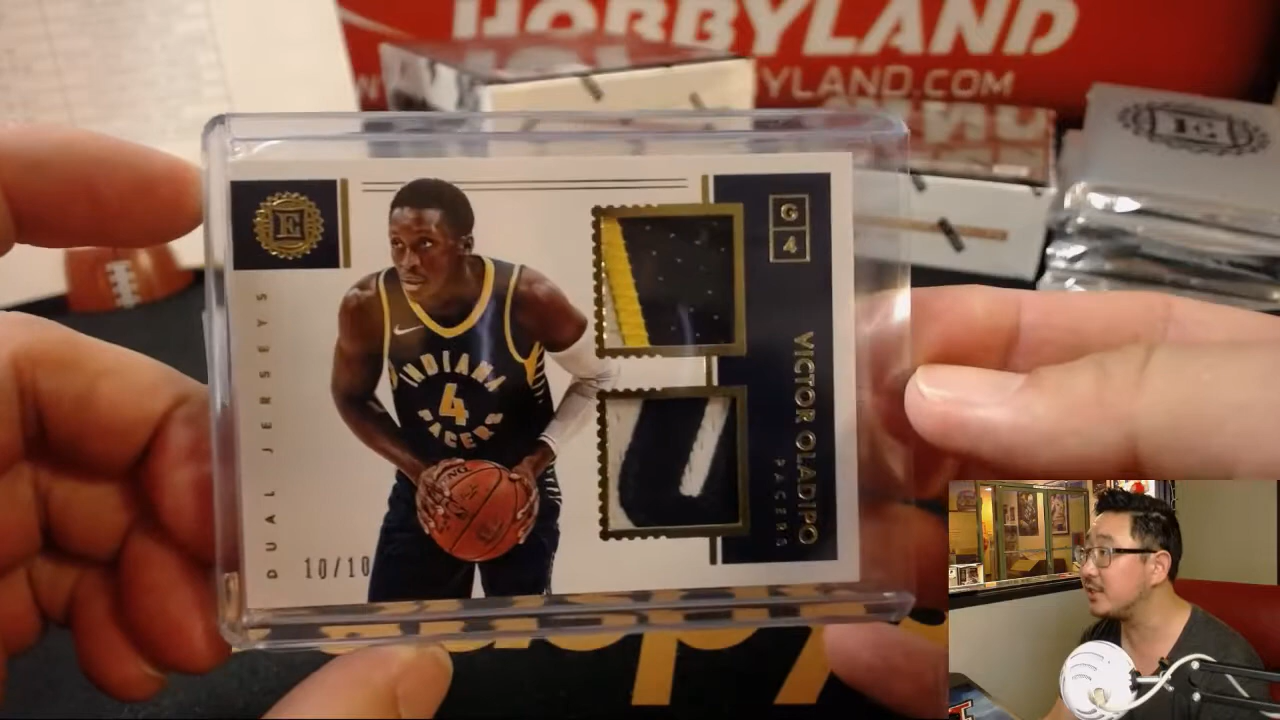 HOBBYLAND
YLAND.COM
E
G
4
DUAL JERSEYS
INDIANA
4
PACERS
VICTOR OLADIPO
PACERS
10/10